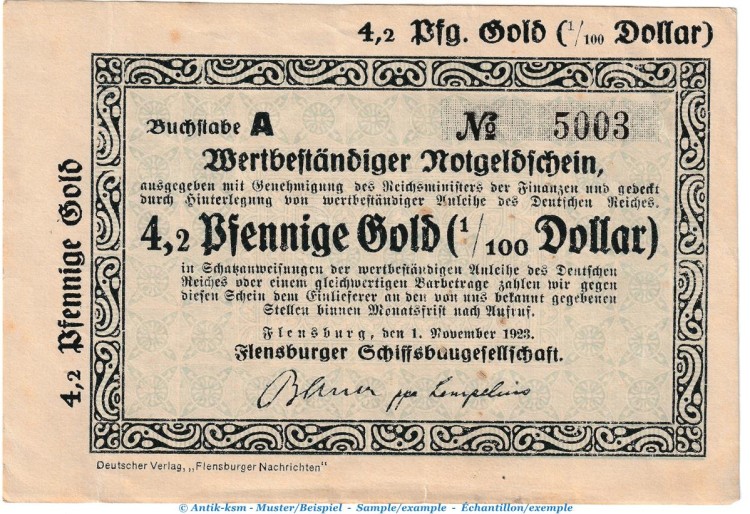 4,2 Pfg. Gold (1/100 Dollar)
4,2 Pfennige Gold
Buchstabe A № 5003
Wertbeständiger Notgeldschein,
ausgegeben mit Genehmigung des Reichsministers der Finanzen und gedeckt
durch Hinterlegung von wertbeständiger Anleihe des Deutschen Reiches.
4,2 Pfennige Gold (1/100 Dollar)
in Schatzanweisungen der wertbeständigen Anleihe des Deutschen
Reiches oder einem gleichwertigen Barbetrage zahlen wir gegen
diesen Schein dem Einlieferer an den von uns bekannt gegebenen
Stellen binnen Monatsfrist nach Aufruf.
Flensburg, den 1. November 1923.
Flensburger Schiffsbaugesellschaft.
ppa
Deutscher Verlag, „Flensburger Nachrichten"
© Antik-ksm - Muster/Beispiel - Sample/example - Échantillon/exemple